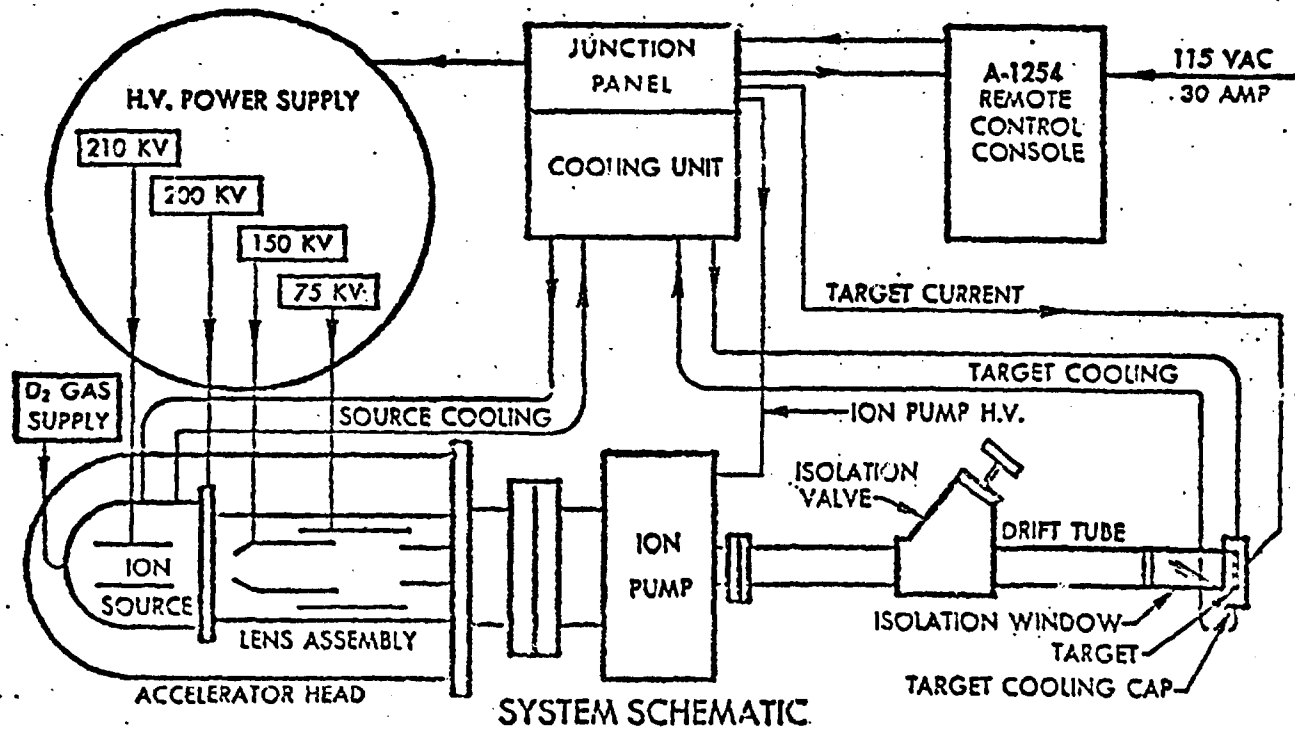 H.V. POWER SUPPLY
210 KV
200 KV
150 KV
75 KV
JUNCTION
PANEL
COOLING UNIT
A-1254
REMOTE
CONTROL
CONSOLE
115 VAC
30 AMP
TARGET CURRENT
TARGET COOLING
ION PUMP H.V.
D₂ GAS
SUPPLY
SOURCE COOLING
ISOLATION
VALVE
DRIFT TUBE
ION
SOURCE
LENS ASSEMBLY
ACCELERATOR HEAD
ION
PUMP
ISOLATION WINDOW
TARGET
TARGET COOLING CAP
SYSTEM SCHEMATIC